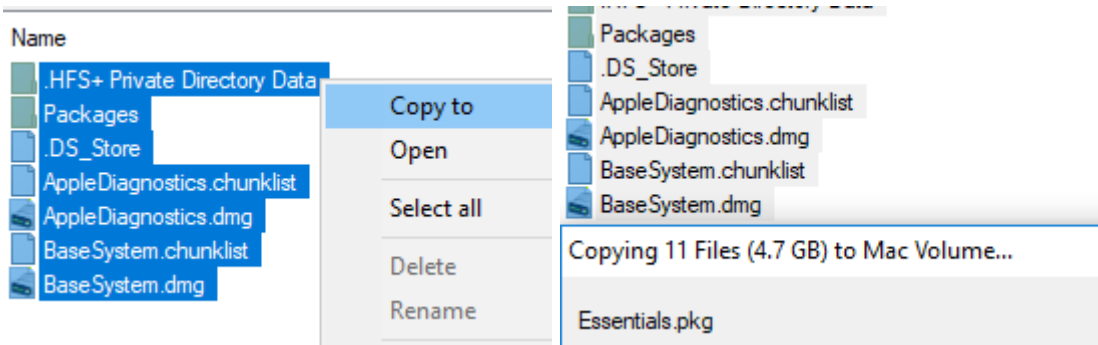 Name
.HFS+ Private Directory Data
Packages
.DS_Store
AppleDiagnostics.chunklist
AppleDiagnostics.dmg
BaseSystem.chunklist
BaseSystem.dmg
Copy to
Open
Select all
Delete
Rename
Packages
.DS_Store
AppleDiagnostics.chunklist
AppleDiagnostics.dmg
BaseSystem.chunklist
BaseSystem.dmg
Copying 11 Files (4.7 GB) to Mac Volume...
Essentials.pkg